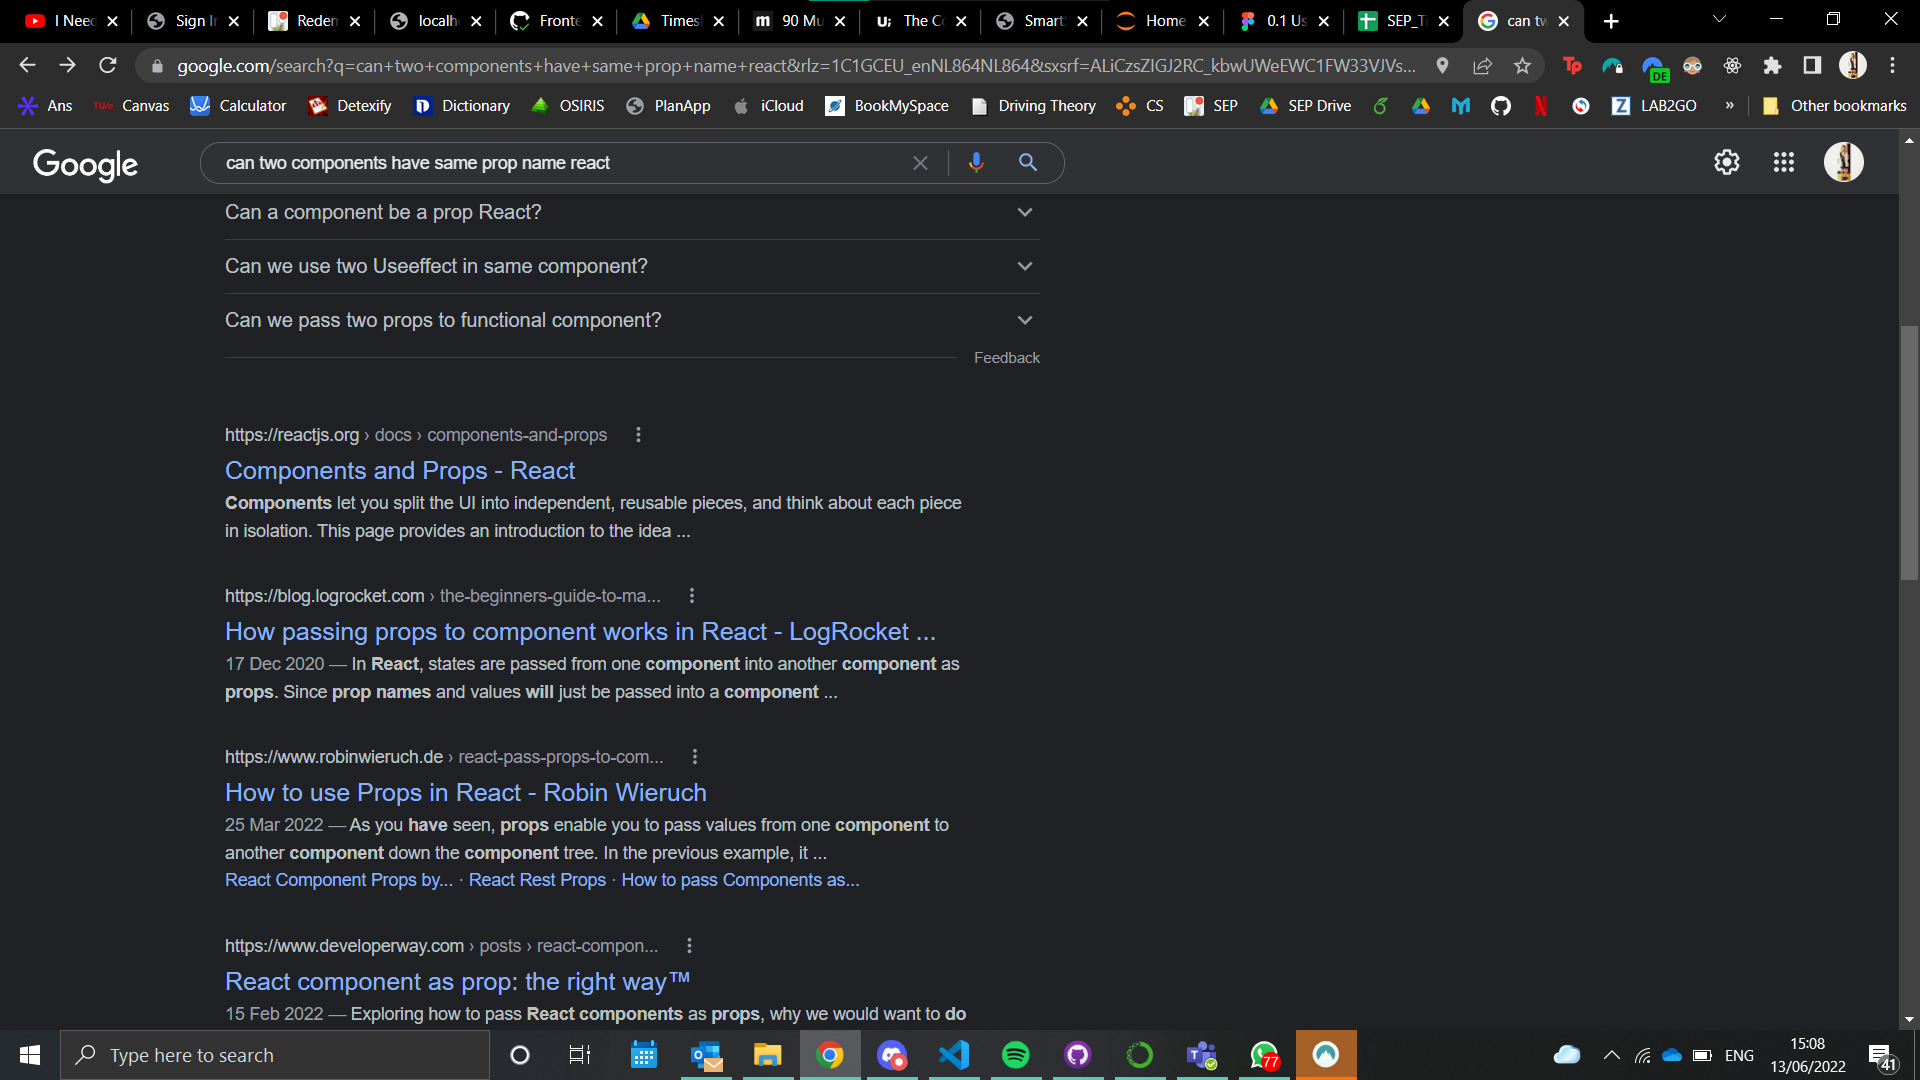 I Neec
Sign In
Reden
localh
Fronte
Times
90 Mu
The Co
Smart
Home
0.1 Us
SEP_T
can tw
google.com/search?q=can+two+components+have+same+prop+name+react&rlz=1C1GCEU_enNL864NL864&sxsrf=ALiCzsZIGJ2RC_kbwUWeEWC1FW33VJVs...
Tp
DE
Ans
TU/e Canvas
Calculator
Detexify
Dictionary
OSIRIS
PlanApp
iCloud
BookMySpace
Driving Theory
CS
SEP
SEP Drive
LAB2GO
»
Other bookmarks
Google
can two components have same prop name react
Can a component be a prop React?
Can we use two Useeffect in same component?
Can we pass two props to functional component?
Feedback
https://reactjs.org › docs › components-and-props
Components and Props - React
Components let you split the UI into independent, reusable pieces, and think about each piece
in isolation. This page provides an introduction to the idea ...
https://blog.logrocket.com › the-beginners-guide-to-ma...
How passing props to component works in React - LogRocket ...
17 Dec 2020 — In React, states are passed from one component into another component as
props. Since prop names and values will just be passed into a component ...
https://www.robinwieruch.de › react-pass-props-to-com...
How to use Props in React - Robin Wieruch
25 Mar 2022 — As you have seen, props enable you to pass values from one component to
another component down the component tree. In the previous example, it ...
React Component Props by... · React Rest Props · How to pass Components as...
https://www.developerway.com › posts › react-compon...
React component as prop: the right way™
15 Feb 2022 — Exploring how to pass React components as props, why we would want to do
Type here to search
77
ENG
15:08
13/06/2022
41